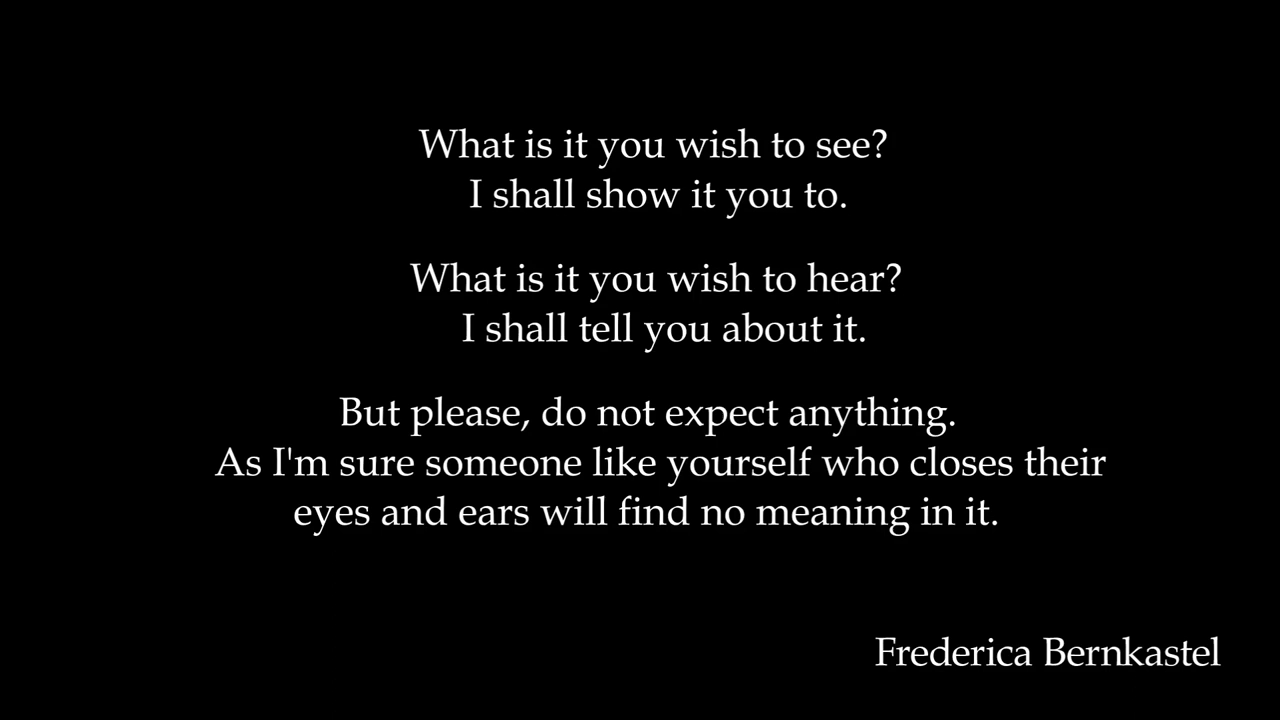 What is it you wish to see?
I shall show it you to.
What is it you wish to hear?
I shall tell you about it.
But please, do not expect anything.
As I'm sure someone like yourself who closes their
eyes and ears will find no meaning in it.
Frederica Bernkastel